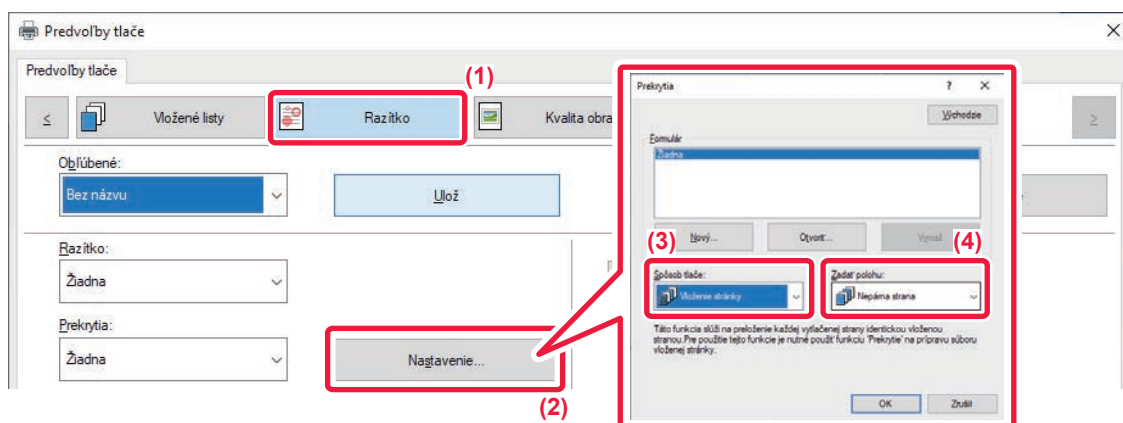 Predvoľby tlače
Predvoľby tlače
(1)
Vložené listy
Razítko
Kvalita obra
Obľúbené:
Bez názvu
Ulož
Razítko:
Žiadna
Prekrytia:
Žiadna
Nastavenie...
(2)
Prekrytia
Východzie
Formulár
Žiadna
Nový...
Otvoriť...
Vymaž
(3)
(4)
Spôsob tlače:
Zadať polohu:
Vloženie stránky
Nepárna strana
Táto funkcia slúži na preloženie každej vytlačenej strany identickou vloženou
stranou.Pre použitie tejto funkcie je nutné použiť funkciu 'Prekrytie' na prípravu súboru
vloženej stránky.
OK
Zrušiť